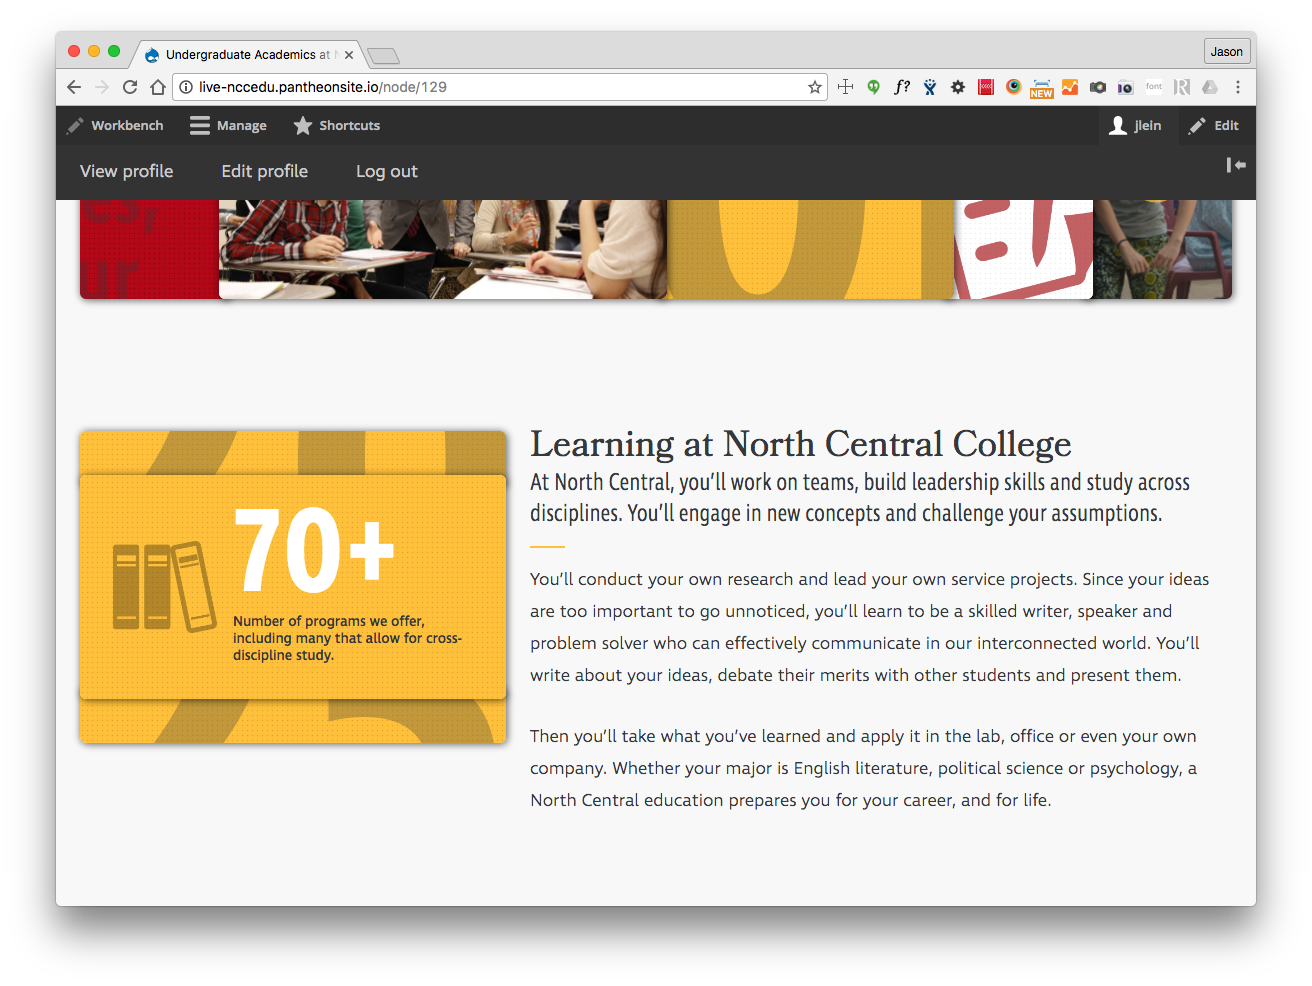 Undergraduate Academics at N
Jason
live-nccedu.pantheonsite.io/node/129
f?
NEW
font
Workbench
Manage
Shortcuts
jlein
Edit
View profile
Edit profile
Log out
es,
ur
Learning at North Central College
At North Central, you’ll work on teams, build leadership skills and study across
disciplines. You’ll engage in new concepts and challenge your assumptions.
70+
Number of programs we offer,
including many that allow for cross-
discipline study.
You’ll conduct your own research and lead your own service projects. Since your ideas
are too important to go unnoticed, you’ll learn to be a skilled writer, speaker and
problem solver who can effectively communicate in our interconnected world. You’ll
write about your ideas, debate their merits with other students and present them.
Then you’ll take what you’ve learned and apply it in the lab, office or even your own
company. Whether your major is English literature, political science or psychology, a
North Central education prepares you for your career, and for life.